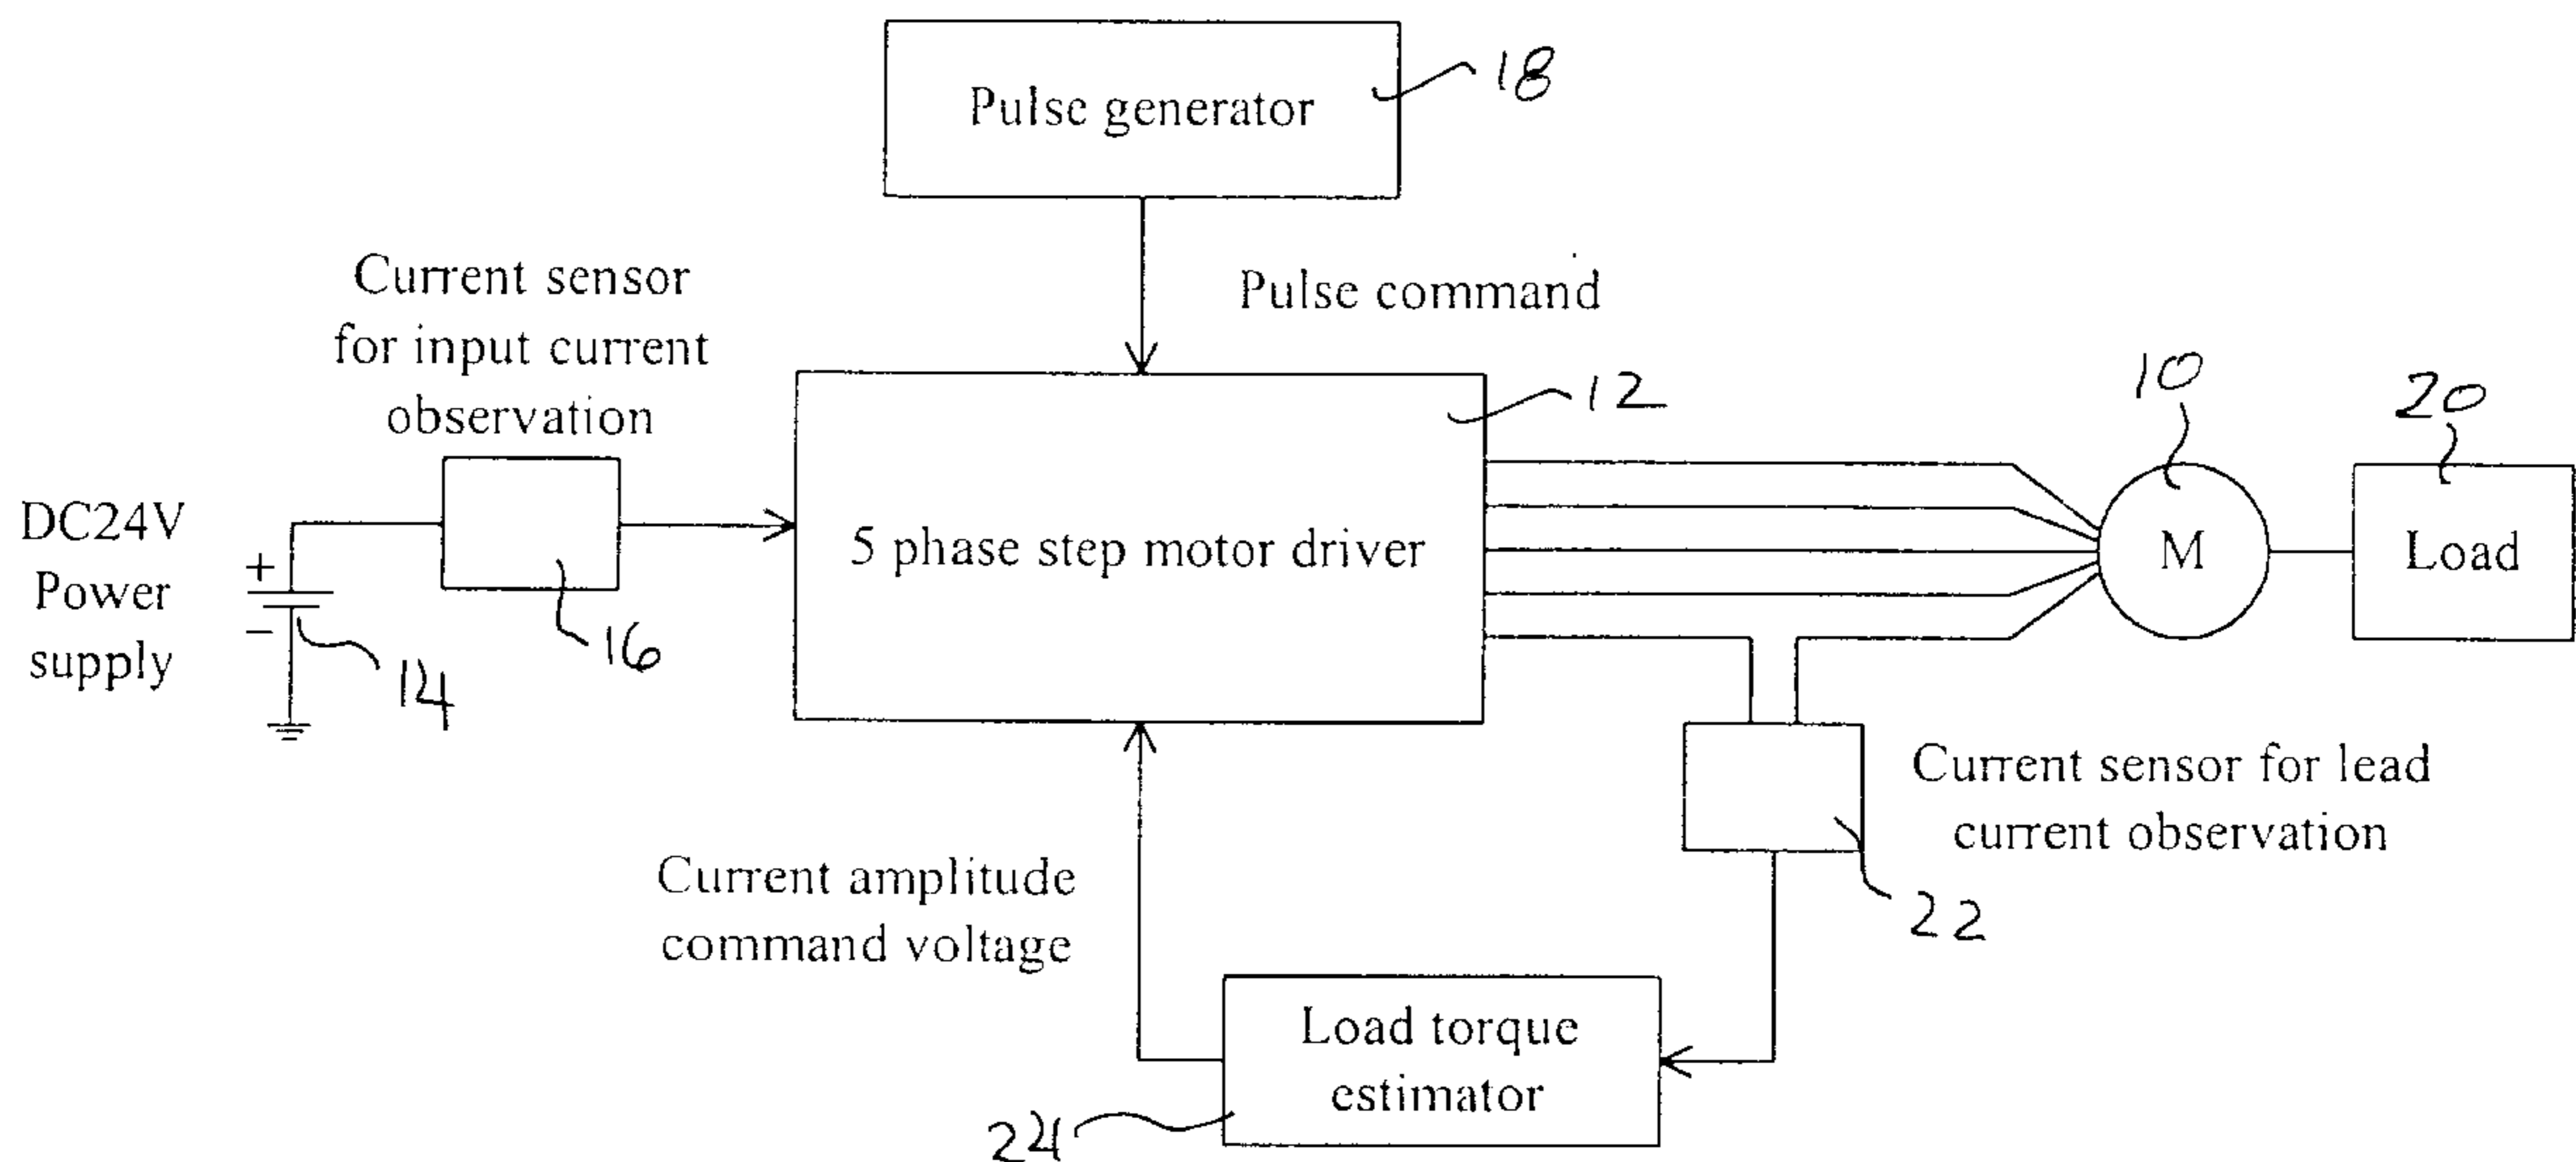 Pulse generator
18
Current sensor
for input current
observation
Pulse command
DC24V
Power
supply
+
−
14
16
5 phase step motor driver
12
10
M
20
Load
Current sensor for lead
current observation
22
Current amplitude
command voltage
Load torque
estimator
24